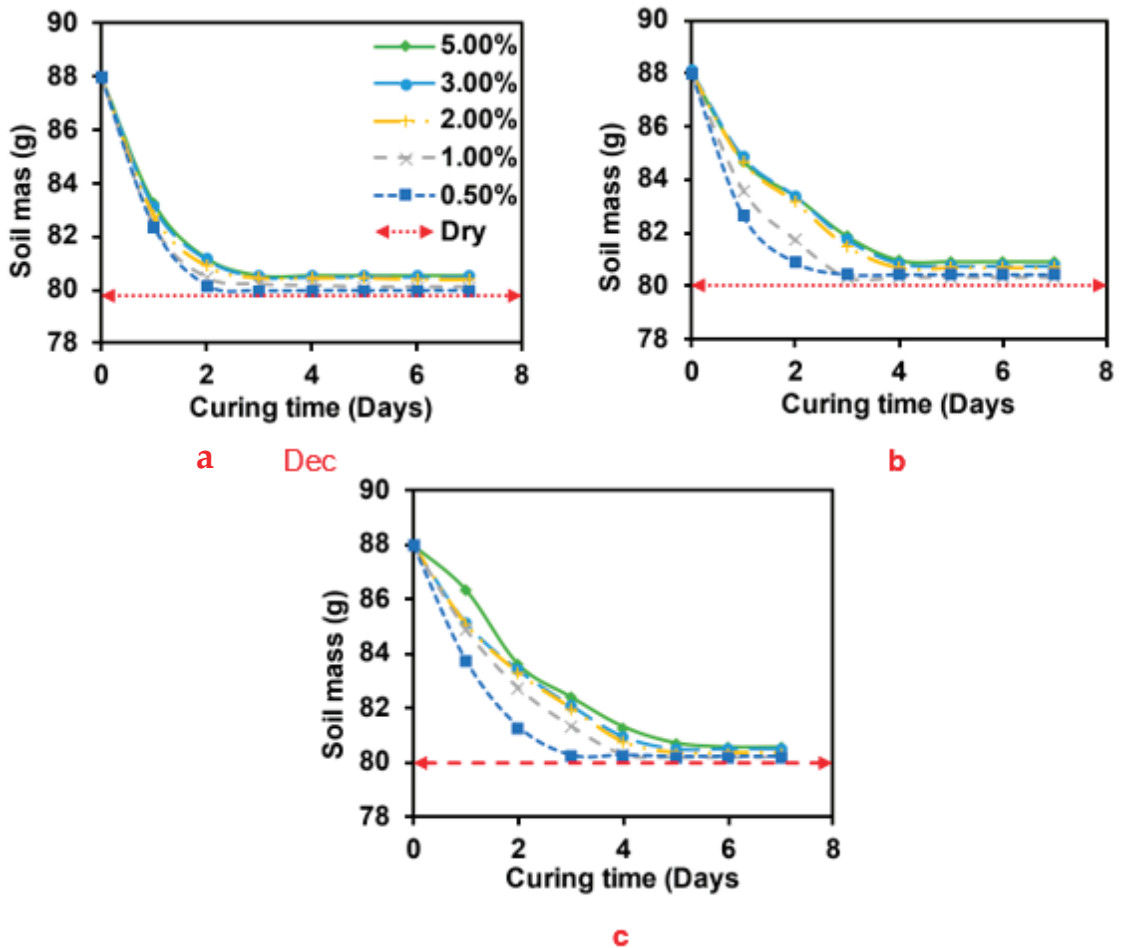 90
88
86
84
82
80
78
Soil mas (g)
5.00%
3.00%
2.00%
1.00%
0.50%
Dry
0 2 4 6 8
Curing time (Days)
a Dec
90
88
86
84
82
80
78
Soil mass (g)
0 2 4 6 8
Curing time (Days
b
90
88
86
84
82
80
78
Soil mass (g)
0 2 4 6 8
Curing time (Days
c